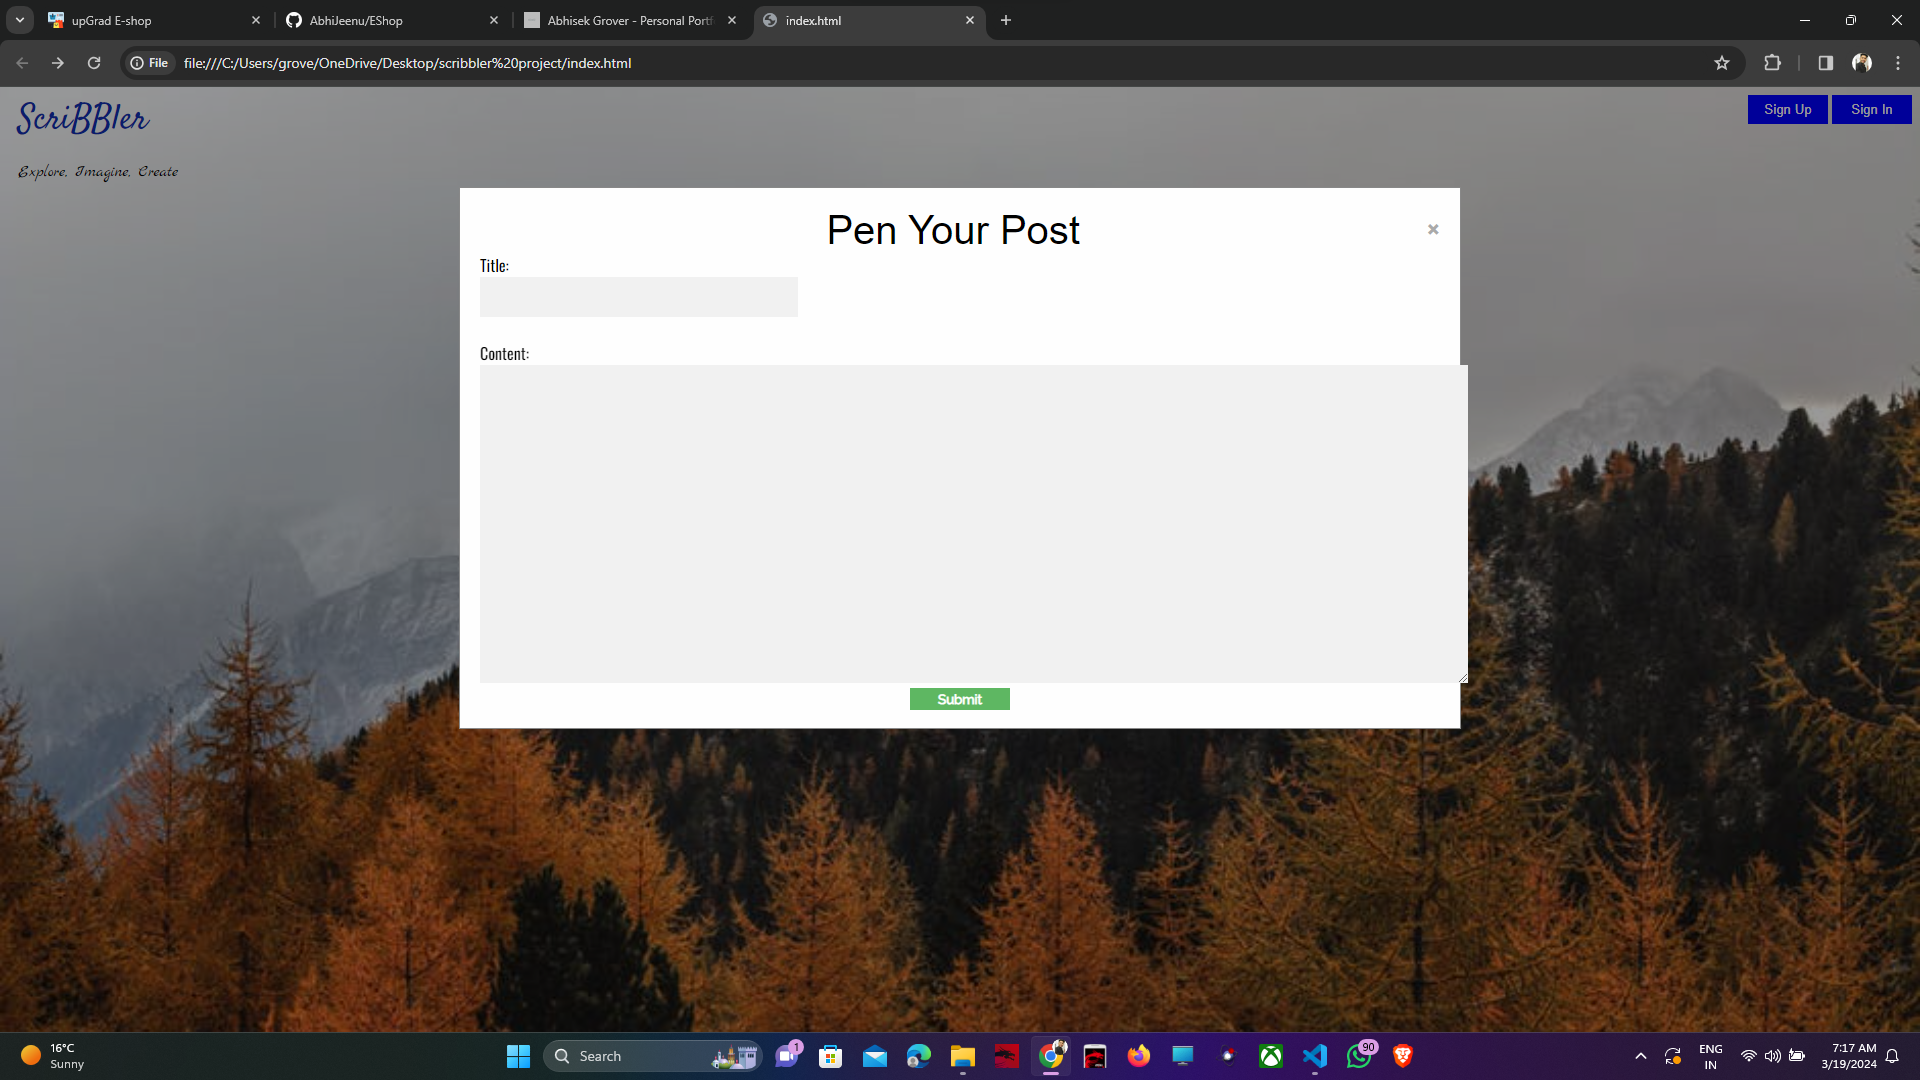 upGrad E-shop
AbhiJeenu/EShop
Abhisek Grover - Personal Portf
index.html
File
file:///C:/Users/grove/OneDrive/Desktop/scribbler%20project/index.html
ScriBBler
Sign Up
Sign In
Explore, Imagine, Create
Pen Your Post
Title:
Content:
Submit
16°C
Sunny
Search
1
90
ENG
IN
7:17 AM
3/19/2024